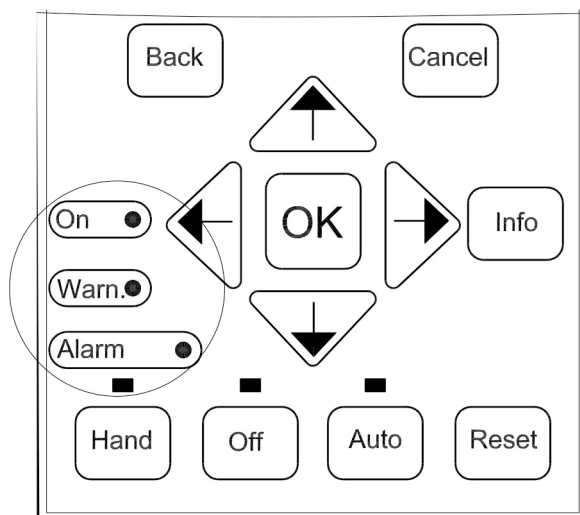 Back
Cancel
On
OK
Info
Warn.
Alarm
Hand
Off
Auto
Reset